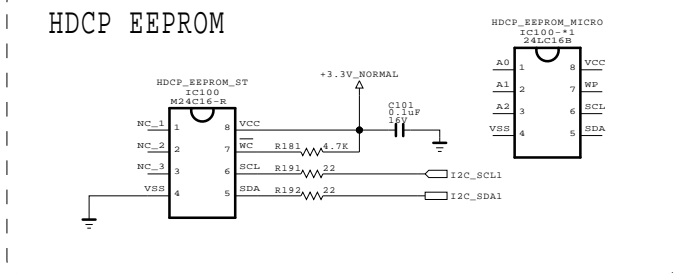 HDCP EEPROM
HDCP_EEPROM_MICRO
IC100-*1
24LC16B
A0 1 8 VCC
A1 2 7 WP
A2 3 6 SCL
VSS 4 5 SDA
+3.3V_NORMAL
HDCP_EEPROM_ST
IC100
M24C16-R
C101
0.1uF
16V
NC_1 1 8 VCC
NC_2 2 7 WC R181 4.7K
NC_3 3 6 SCL R191 22 I2C_SCL1
VSS 4 5 SDA R192 22 I2C_SDA1